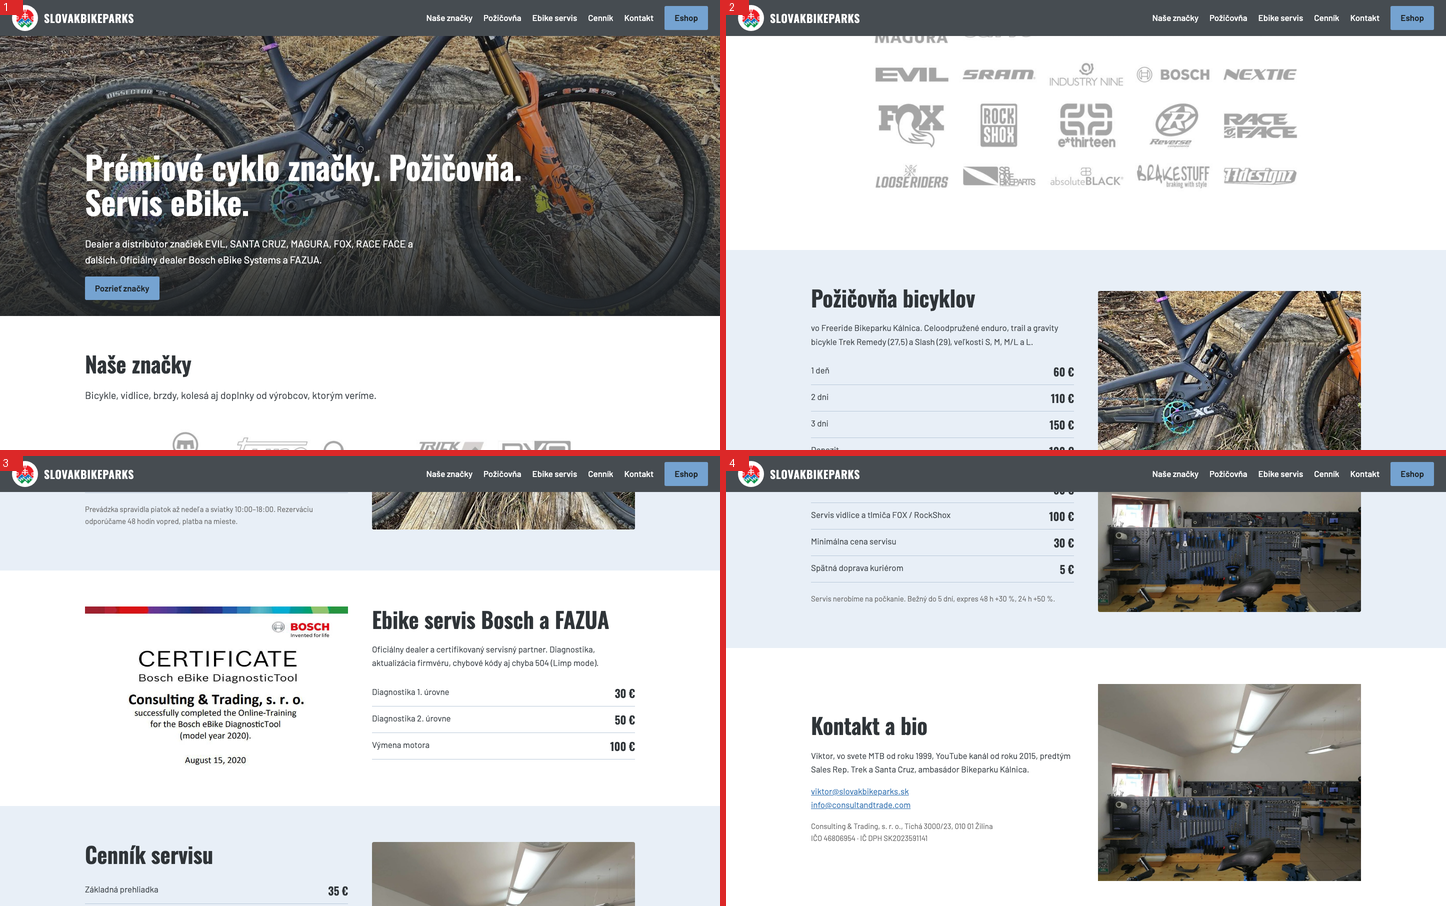 1
SLOVAKBIKEPARKS
Naše značky Požičovňa Ebike servis Cenník Kontakt Eshop
DISSECTOR
XC
Prémiové cyklo značky. Požičovňa.
Servis eBike.
Dealer a distribútor značiek EVIL, SANTA CRUZ, MAGURA, FOX, RACE FACE a
ďalších. Oficiálny dealer Bosch eBike Systems a FAZUA.
Pozrieť značky
Naše značky
Bicykle, vidlice, brzdy, kolesá aj doplnky od výrobcov, ktorým veríme.
2
SLOVAKBIKEPARKS
Naše značky Požičovňa Ebike servis Cenník Kontakt Eshop
MAGURA
EVIL SRAM INDUSTRY NINE BOSCH NEXTIE
FOX ROCK SHOX e*thirteen Reverse RACE FACE
LOOSERIDERS absoluteBLACK BRAKESTUFF
braking with style
Požičovňa bicyklov
vo Freeride Bikeparku Kálnica. Celoodpružené enduro, trail a gravity
bicykle Trek Remedy (27,5) a Slash (29), veľkosti S, M, M/L a L.
1 deň 60 €
2 dni 110 €
3 dni 150 €
XC
3
SLOVAKBIKEPARKS
Naše značky Požičovňa Ebike servis Cenník Kontakt Eshop
Prevádzka spravidla piatok až nedeľa a sviatky 10:00–18:00. Rezerváciu
odporúčame 48 hodín vopred, platba na mieste.
BOSCH
Invented for life
CERTIFICATE
Bosch eBike DiagnosticTool
Consulting & Trading, s. r. o.
successfully completed the Online-Training
for the Bosch eBike DiagnosticTool
(model year 2020).
August 15, 2020
Ebike servis Bosch a FAZUA
Oficiálny dealer a certifikovaný servisný partner. Diagnostika,
aktualizácia firmvéru, chybové kódy aj chyba 504 (Limp mode).
Diagnostika 1. úrovne 30 €
Diagnostika 2. úrovne 50 €
Výmena motora 100 €
Cenník servisu
Základná prehliadka 35 €
4
SLOVAKBIKEPARKS
Naše značky Požičovňa Ebike servis Cenník Kontakt Eshop
Servis vidlice a tlmiča FOX / RockShox 100 €
Minimálna cena servisu 30 €
Spätná doprava kuriérom 5 €
Servis nerobíme na počkanie. Bežný do 5 dní, expres 48 h +30 %, 24 h +50 %.
Kontakt a bio
Viktor, vo svete MTB od roku 1999, YouTube kanál od roku 2015, predtým
Sales Rep. Trek a Santa Cruz, ambasádor Bikeparku Kálnica.
viktor@slovakbikeparks.sk
info@consultandtrade.com
Consulting & Trading, s. r. o., Tichá 3000/23, 010 01 Žilina
IČO 46806954 · IČ DPH SK2023591141